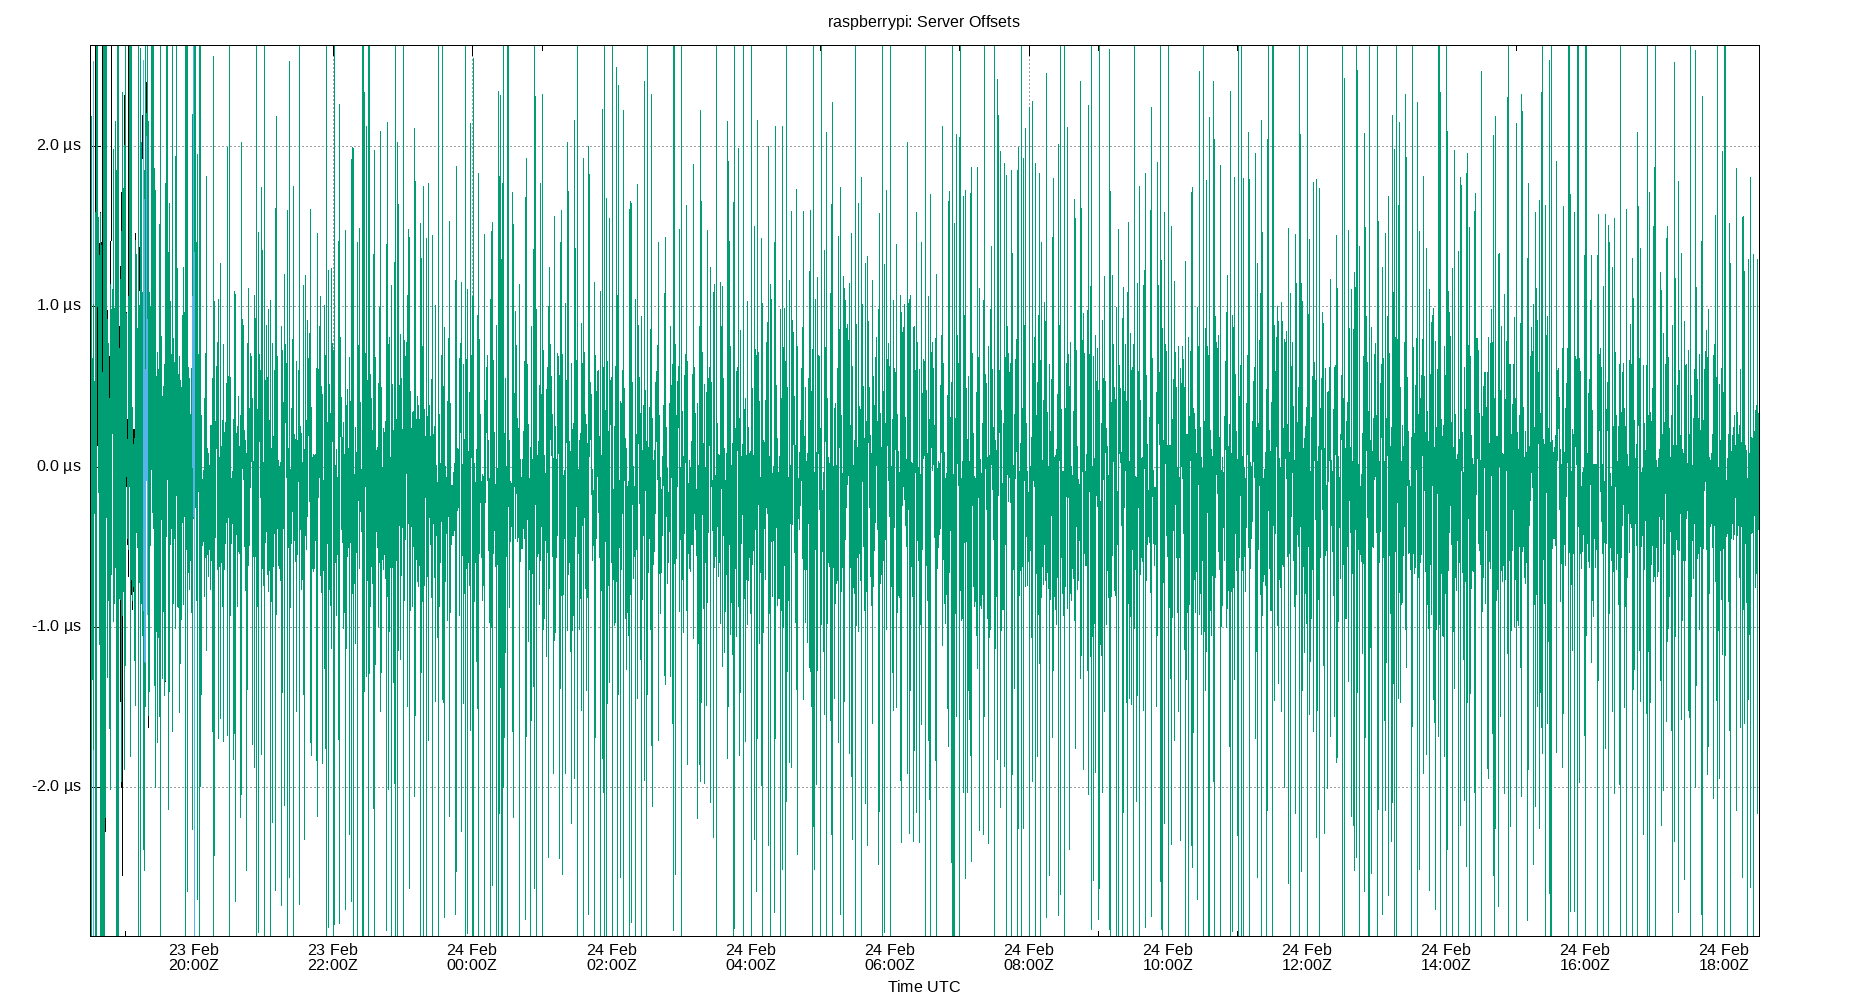 raspberrypi: Server Offsets
2.0 µs
1.0 µs
0.0 µs
-1.0 µs
-2.0 µs
23 Feb 23 Feb 24 Feb 24 Feb 24 Feb 24 Feb 24 Feb 24 Feb 24 Feb 24 Feb 24 Feb 24 Feb
20:00Z 22:00Z 00:00Z 02:00Z 04:00Z 06:00Z 08:00Z 10:00Z 12:00Z 14:00Z 16:00Z 18:00Z
Time UTC